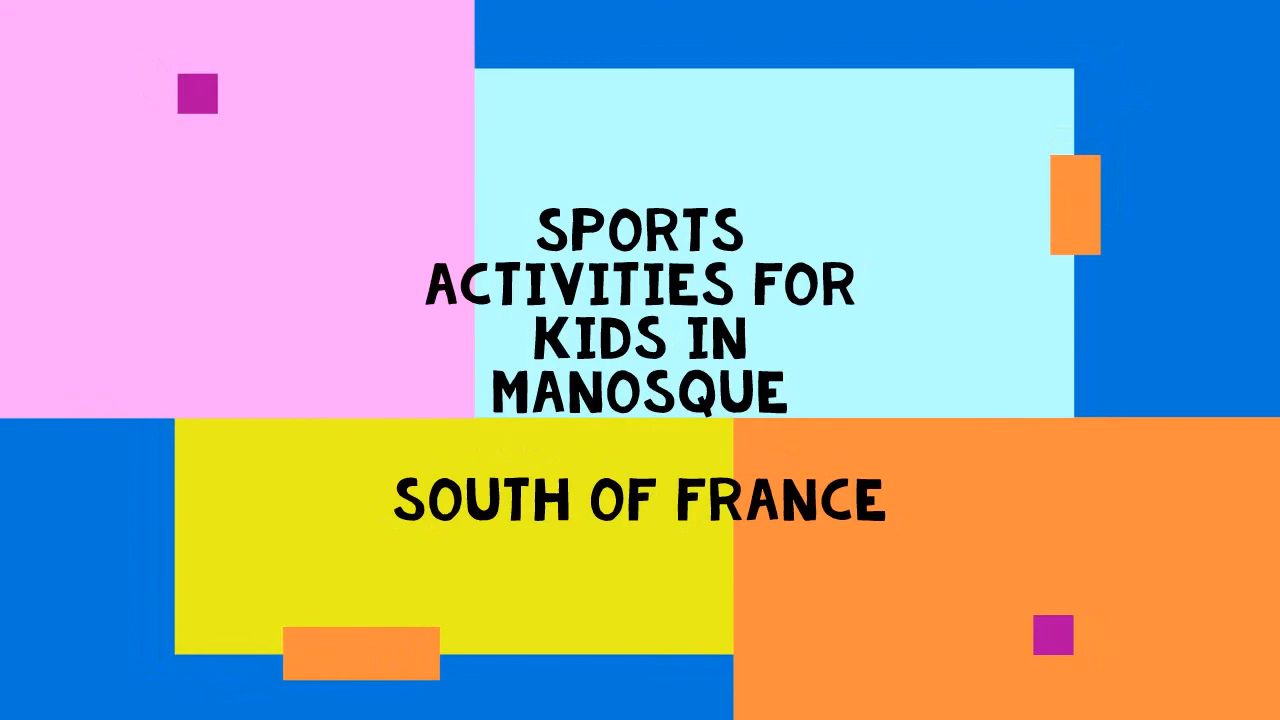 SPORTS
ACTIVITIES FOR
KIDS IN
MANOSQUE
SOUTH OF FRANCE